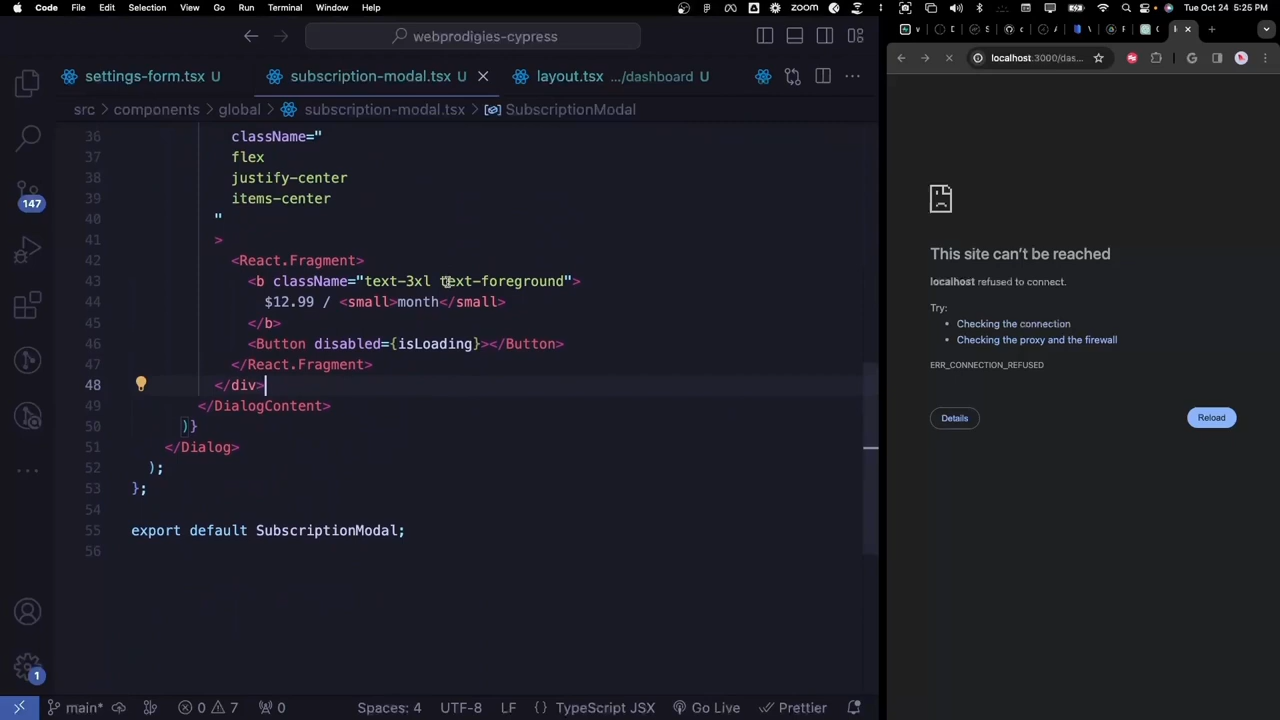 Code File Edit Selection View Go Run Terminal Window Help zoom Tue Oct 24 5:25 PM
webprodigies-cypress
localhost:3000/das...
settings-form.tsx U subscription-modal.tsx U layout.tsx .../dashboard U
src components global subscription-modal.tsx SubscriptionModal
36 className="
37 flex
38 justify-center
39 items-center
40 "
41 >
42 <React.Fragment>
43 <b className="text-3xl text-foreground">
44 $12.99 / <small>month</small>
45 </b>
46 <Button disabled={isLoading}></Button>
47 </React.Fragment>
48 </div>
49 </DialogContent>
50 )}
51 </Dialog>
52 );
53 };
54
55 export default SubscriptionModal;
56
147
1
main* 0 7 0 Spaces: 4 UTF-8 LF {} TypeScript JSX Go Live Prettier
This site can't be reached
localhost refused to connect.
Try:
• Checking the connection
• Checking the proxy and the firewall
ERR_CONNECTION_REFUSED
Details Reload